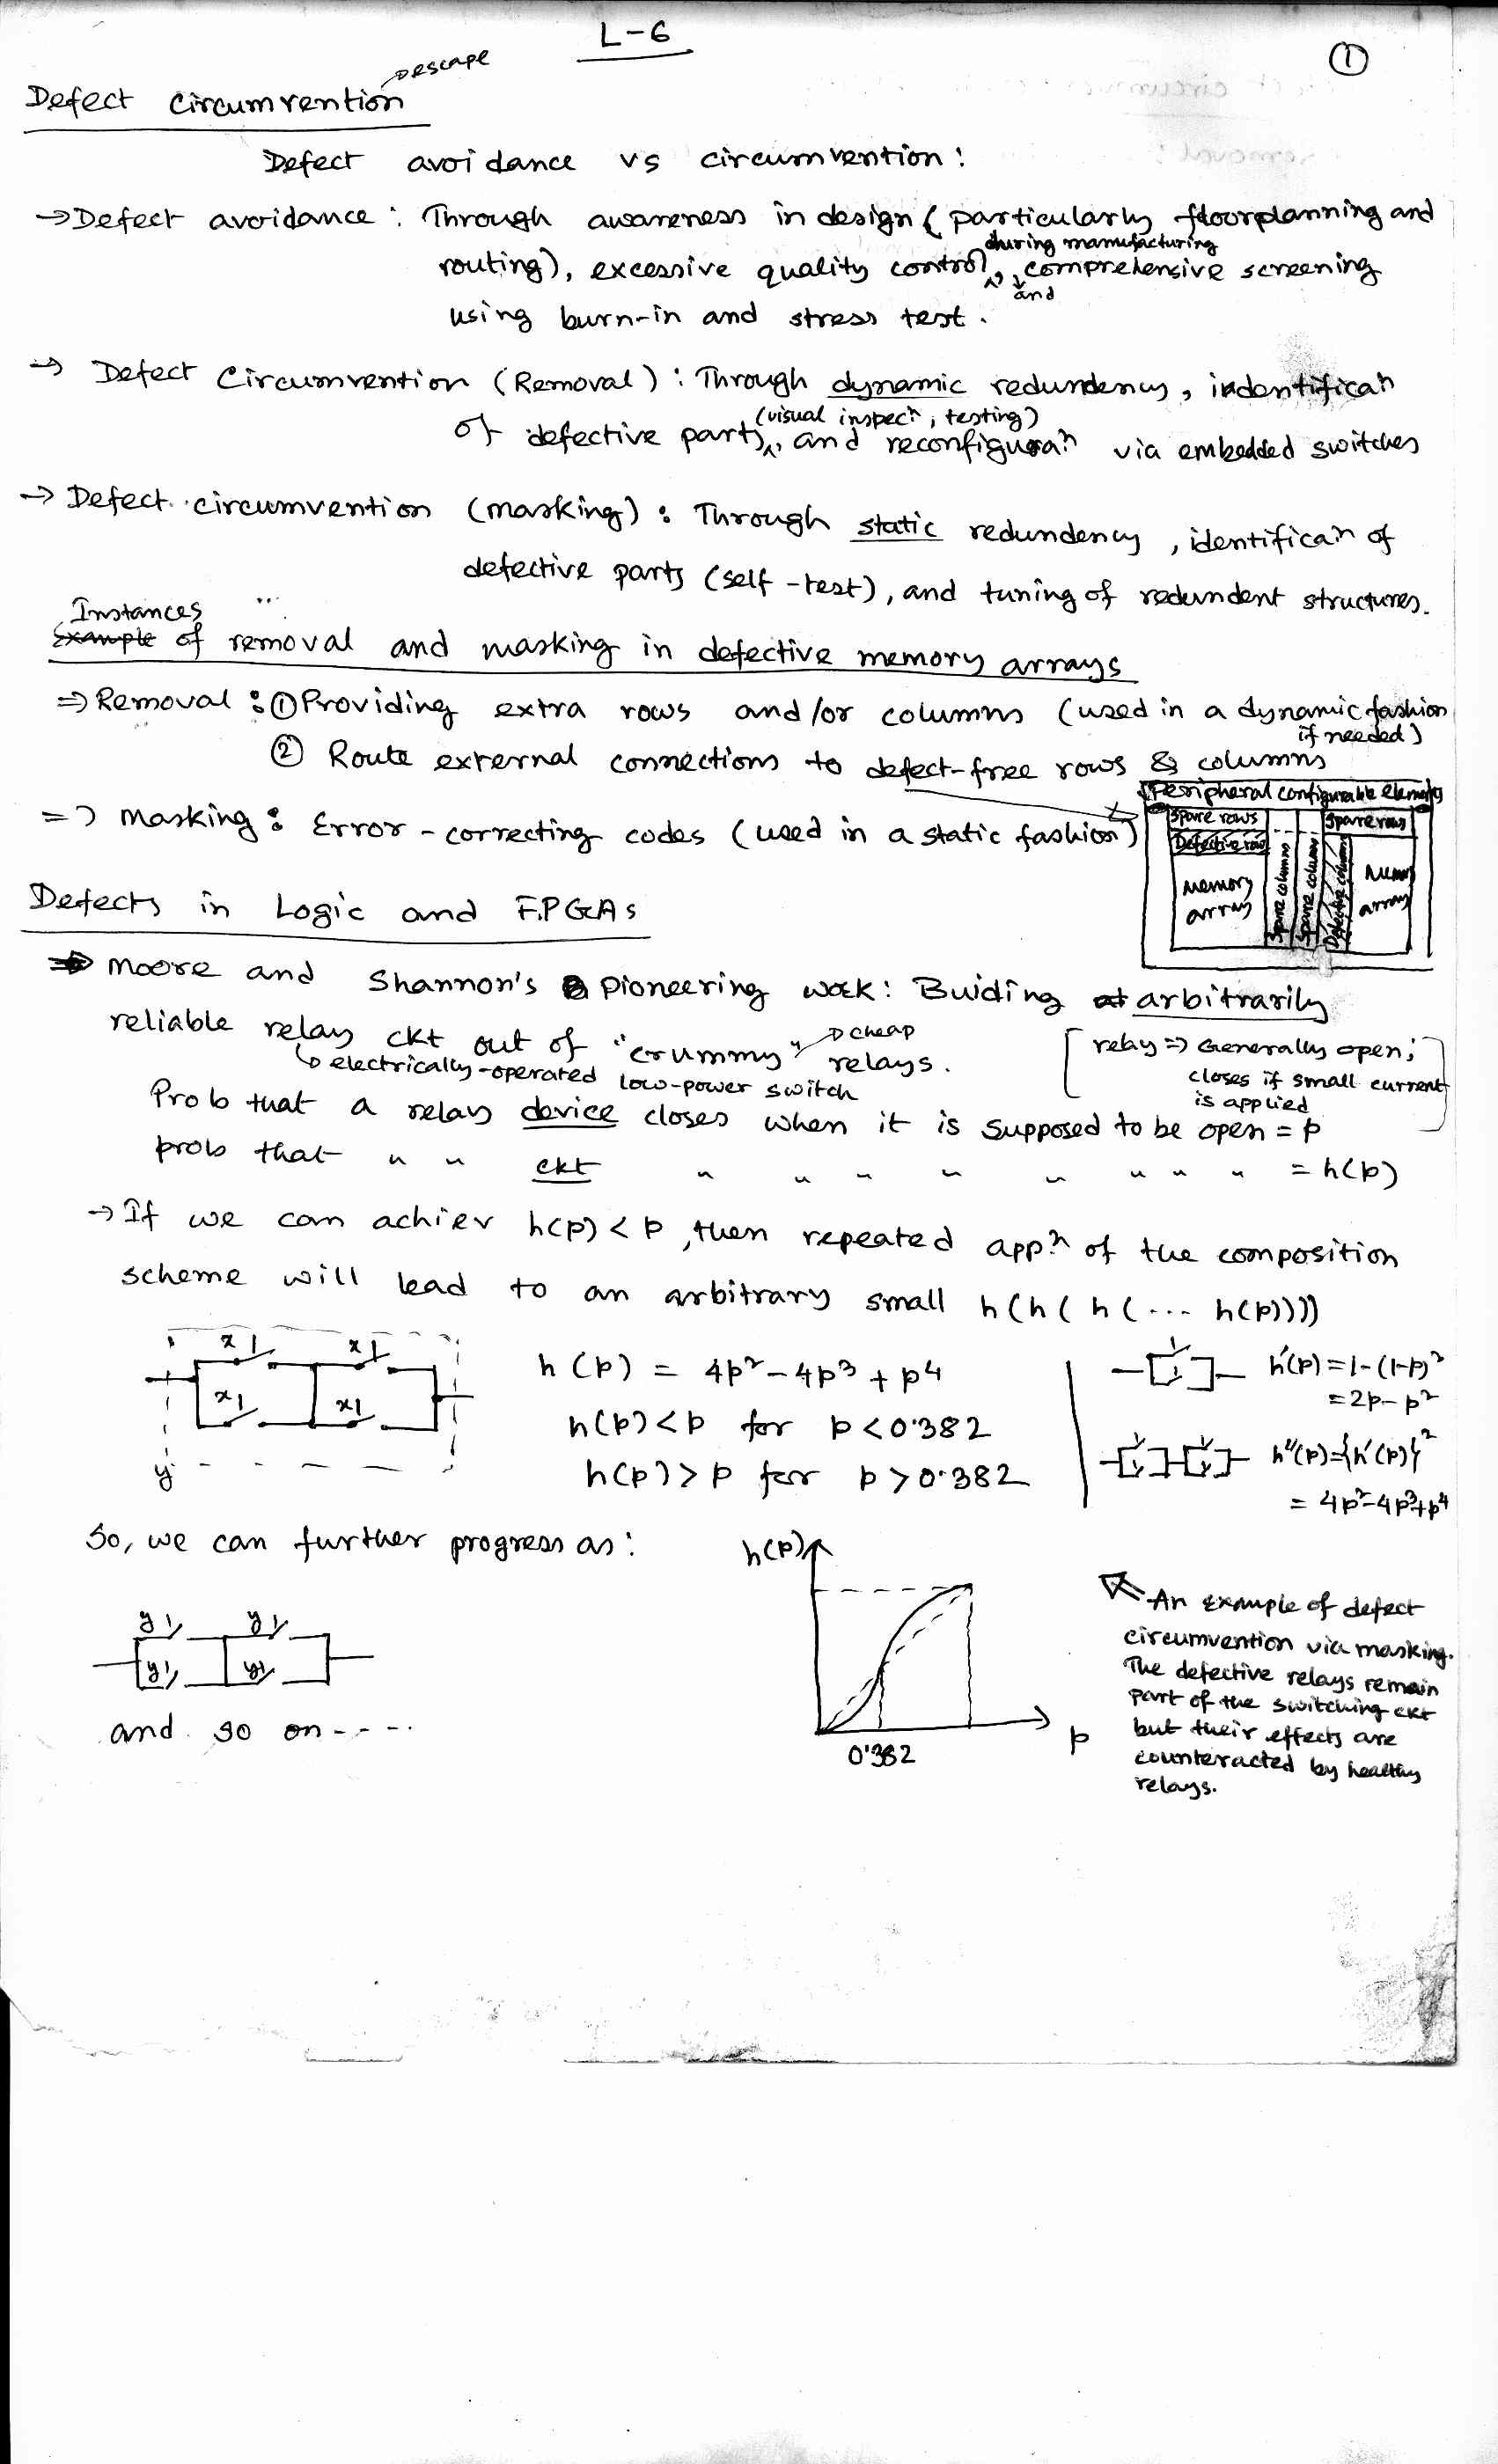 L-6
①
Defect circumvention → escape
Defect avoidance vs circumvention:
→ Defect avoidance: Through awareness in design (particularly floorplanning and
routing), excessive quality control during manufacturing, and comprehensive screening
using burn-in and stress test.
→ Defect Circumvention (Removal): Through dynamic redundency, indentificaⁿ
of defective parts (visual inspecⁿ, testing), and reconfiguraⁿ via embedded switches
→ Defect circumvention (masking): Through static redundency, identificaⁿ of
defective parts (self-test), and tuning of redundent structures.
Instances
Example of removal and masking in defective memory arrays
⇒ Removal: ① Providing extra rows and/or columns (used in a dynamic fashion
if needed)
② Route external connections to defect-free rows & columns
⇒ Masking: Error-correcting codes (used in a static fashion)
Peripheral configurable elements
Spare rows
Spare rows
Defective row
Memory array
Spare columns
Spare column
Defective column
Mem array
Defects in Logic and FPGAs
→ Moore and Shannon's pioneering work: Buiding arbitrarily
reliable relay ckt out of "crummy" → cheap relays.
↳ electrically-operated low-power switch
[relay ⇒ Generally open;
closes if small current
is applied]
Prob that a relay device closes when it is supposed to be open = p
prob that " " ckt " " " " " " " " = h(p)
→ If we can achiev h(p) < p, then repeated appⁿ of the composition
scheme will lead to an arbitrary small h(h(h(... h(p))))
x x
x x
y
h(p) = 4p² - 4p³ + p⁴
h(p) < p for p < 0.382
h(p) > p for p > 0.382
h'(p) = 1-(1-p)²
= 2p - p²
h''(p) = {h'(p)}²
= 4p²-4p³+p⁴
So, we can further progress as:
y y
y y
and so on - - - -
h(p)
p
0.382
An example of defect
circumvention via masking.
The defective relays remain
part of the switching ckt
but their effects are
counteracted by healthy
relays.